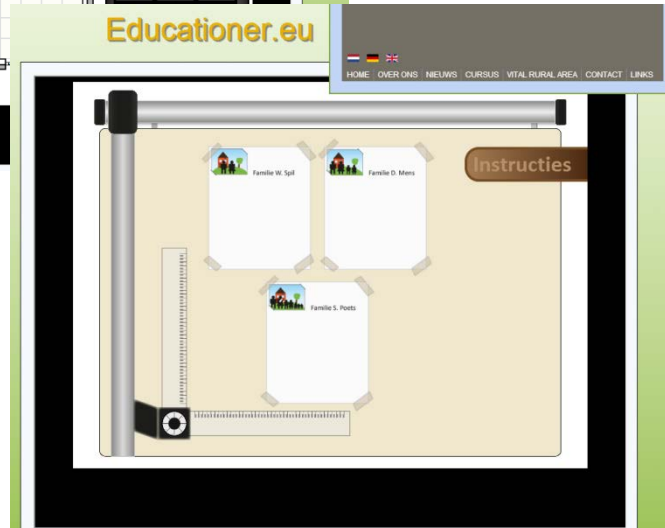 Educationer.eu
HOME OVER ONS NIEUWS CURSUS VITAL RURAL AREA CONTACT LINKS
Instructies
Familie W. Spil
Familie D. Mens
Familie S. Poets